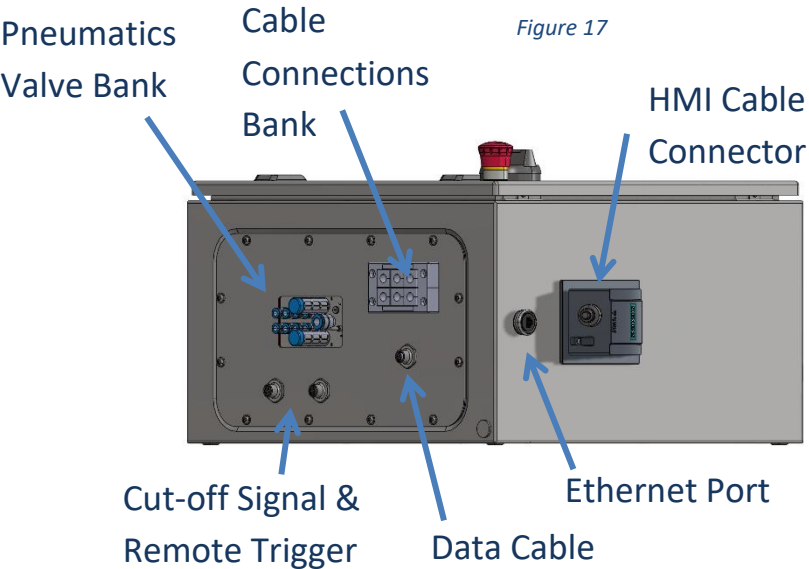 Pneumatics
Valve Bank
Cable
Connections
Bank
Figure 17
HMI Cable
Connector
Cut-off Signal &
Remote Trigger
Data Cable
Ethernet Port